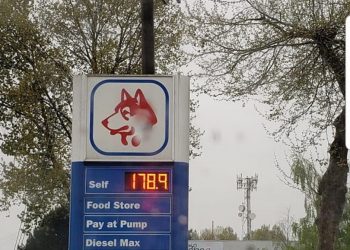 Self 178.9
Food Store
Pay at Pump
Diesel Max